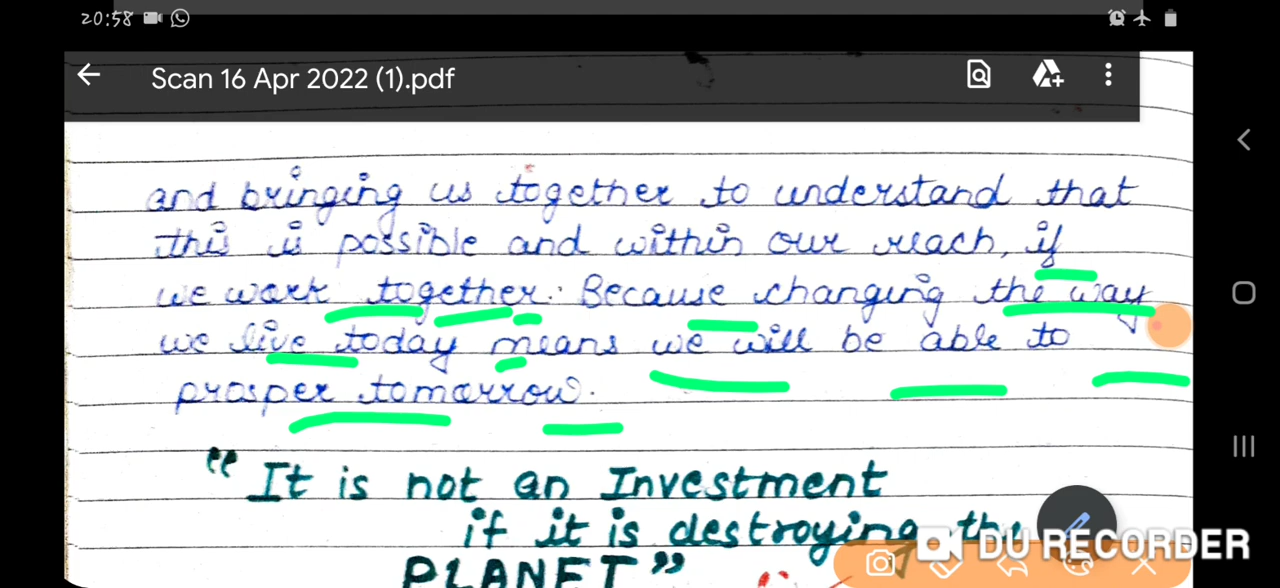 20:58
Scan 16 Apr 2022 (1).pdf
and bringing us together to understand that
this is possible and within our reach, if
we work together. Because changing the way
we live today means we will be able to
prosper tomorrow.
"It is not an Investment
if it is destroying the
PLANET"
DU RECORDER